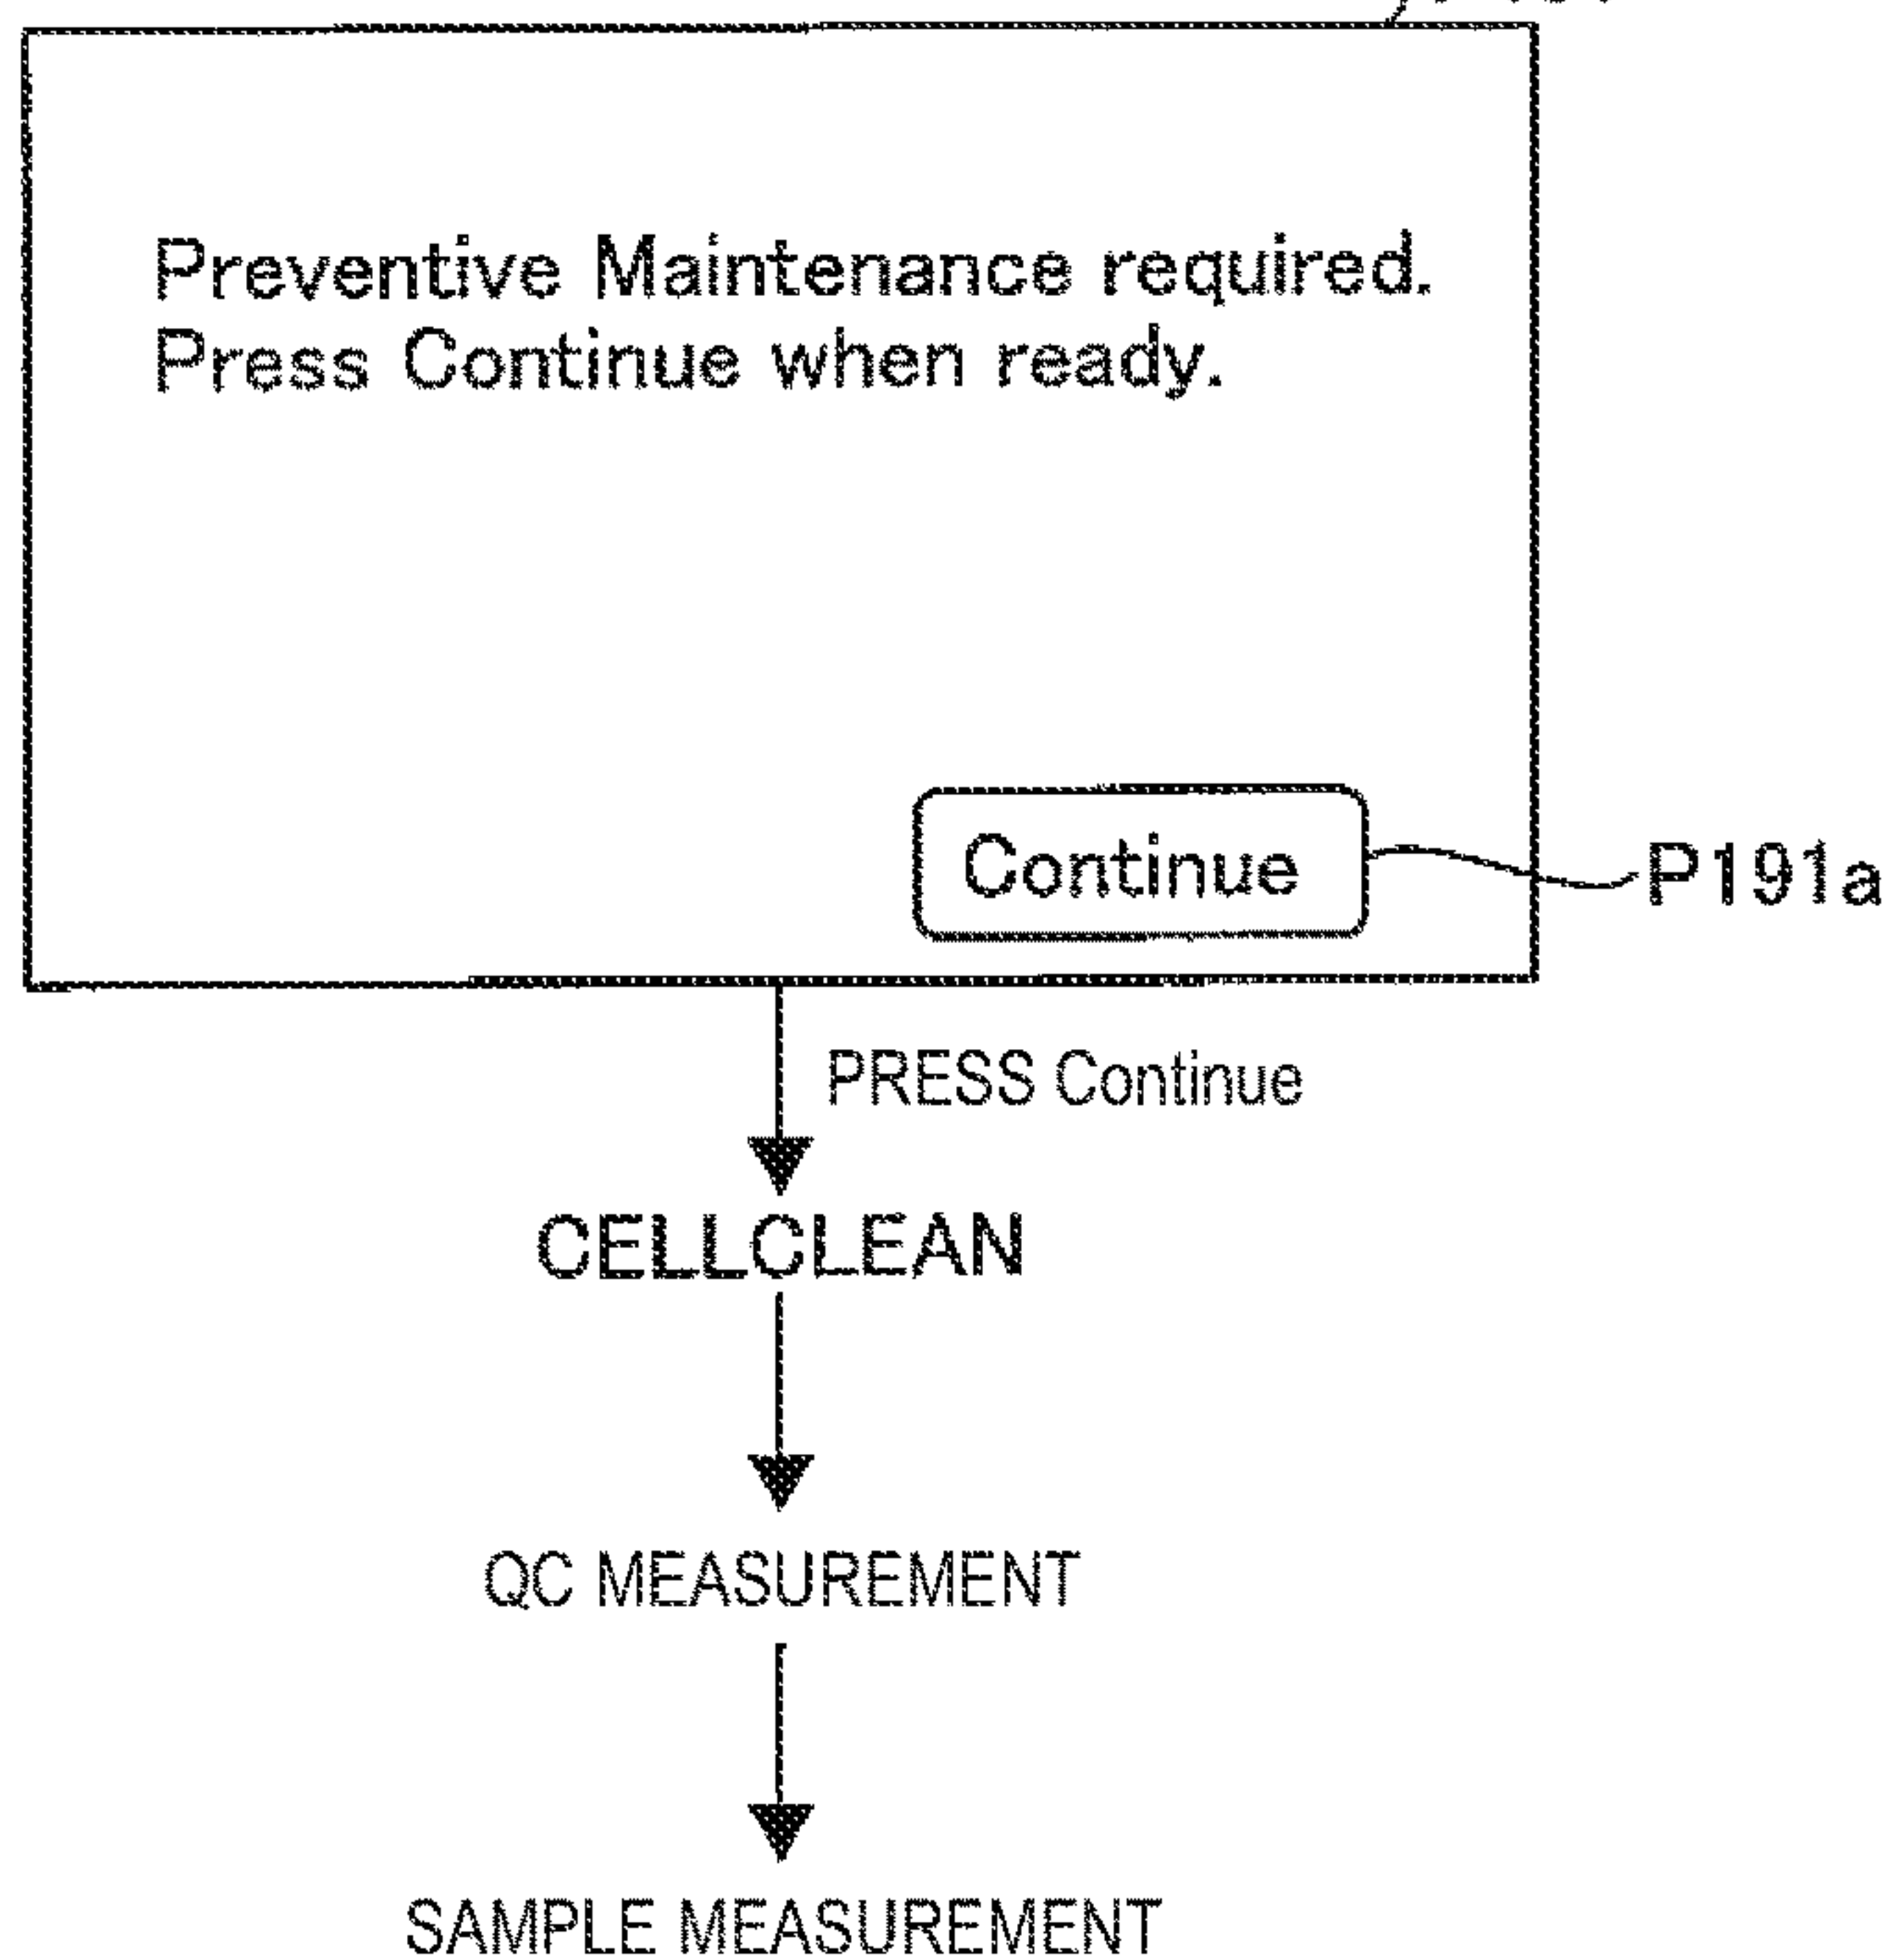 Preventive Maintenance required.
Press Continue when ready.
Continue
P191a
PRESS Continue
CELLCLEAN
QC MEASUREMENT
SAMPLE MEASUREMENT